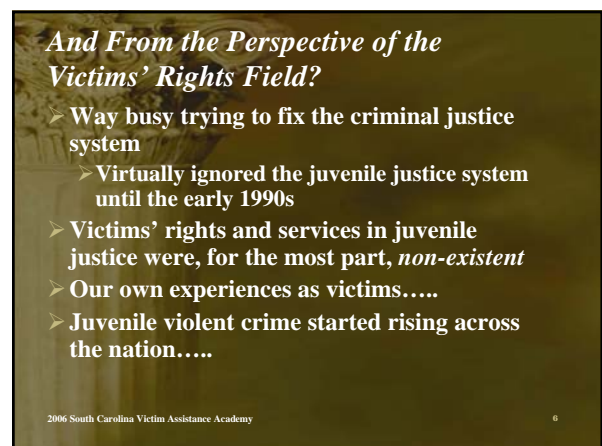 And From the Perspective of the
Victims' Rights Field?
➢ Way busy trying to fix the criminal justice
system
➢ Virtually ignored the juvenile justice system
until the early 1990s
➢ Victims' rights and services in juvenile
justice were, for the most part, non-existent
➢ Our own experiences as victims.....
➢ Juvenile violent crime started rising across
the nation.....
2006 South Carolina Victim Assistance Academy 6